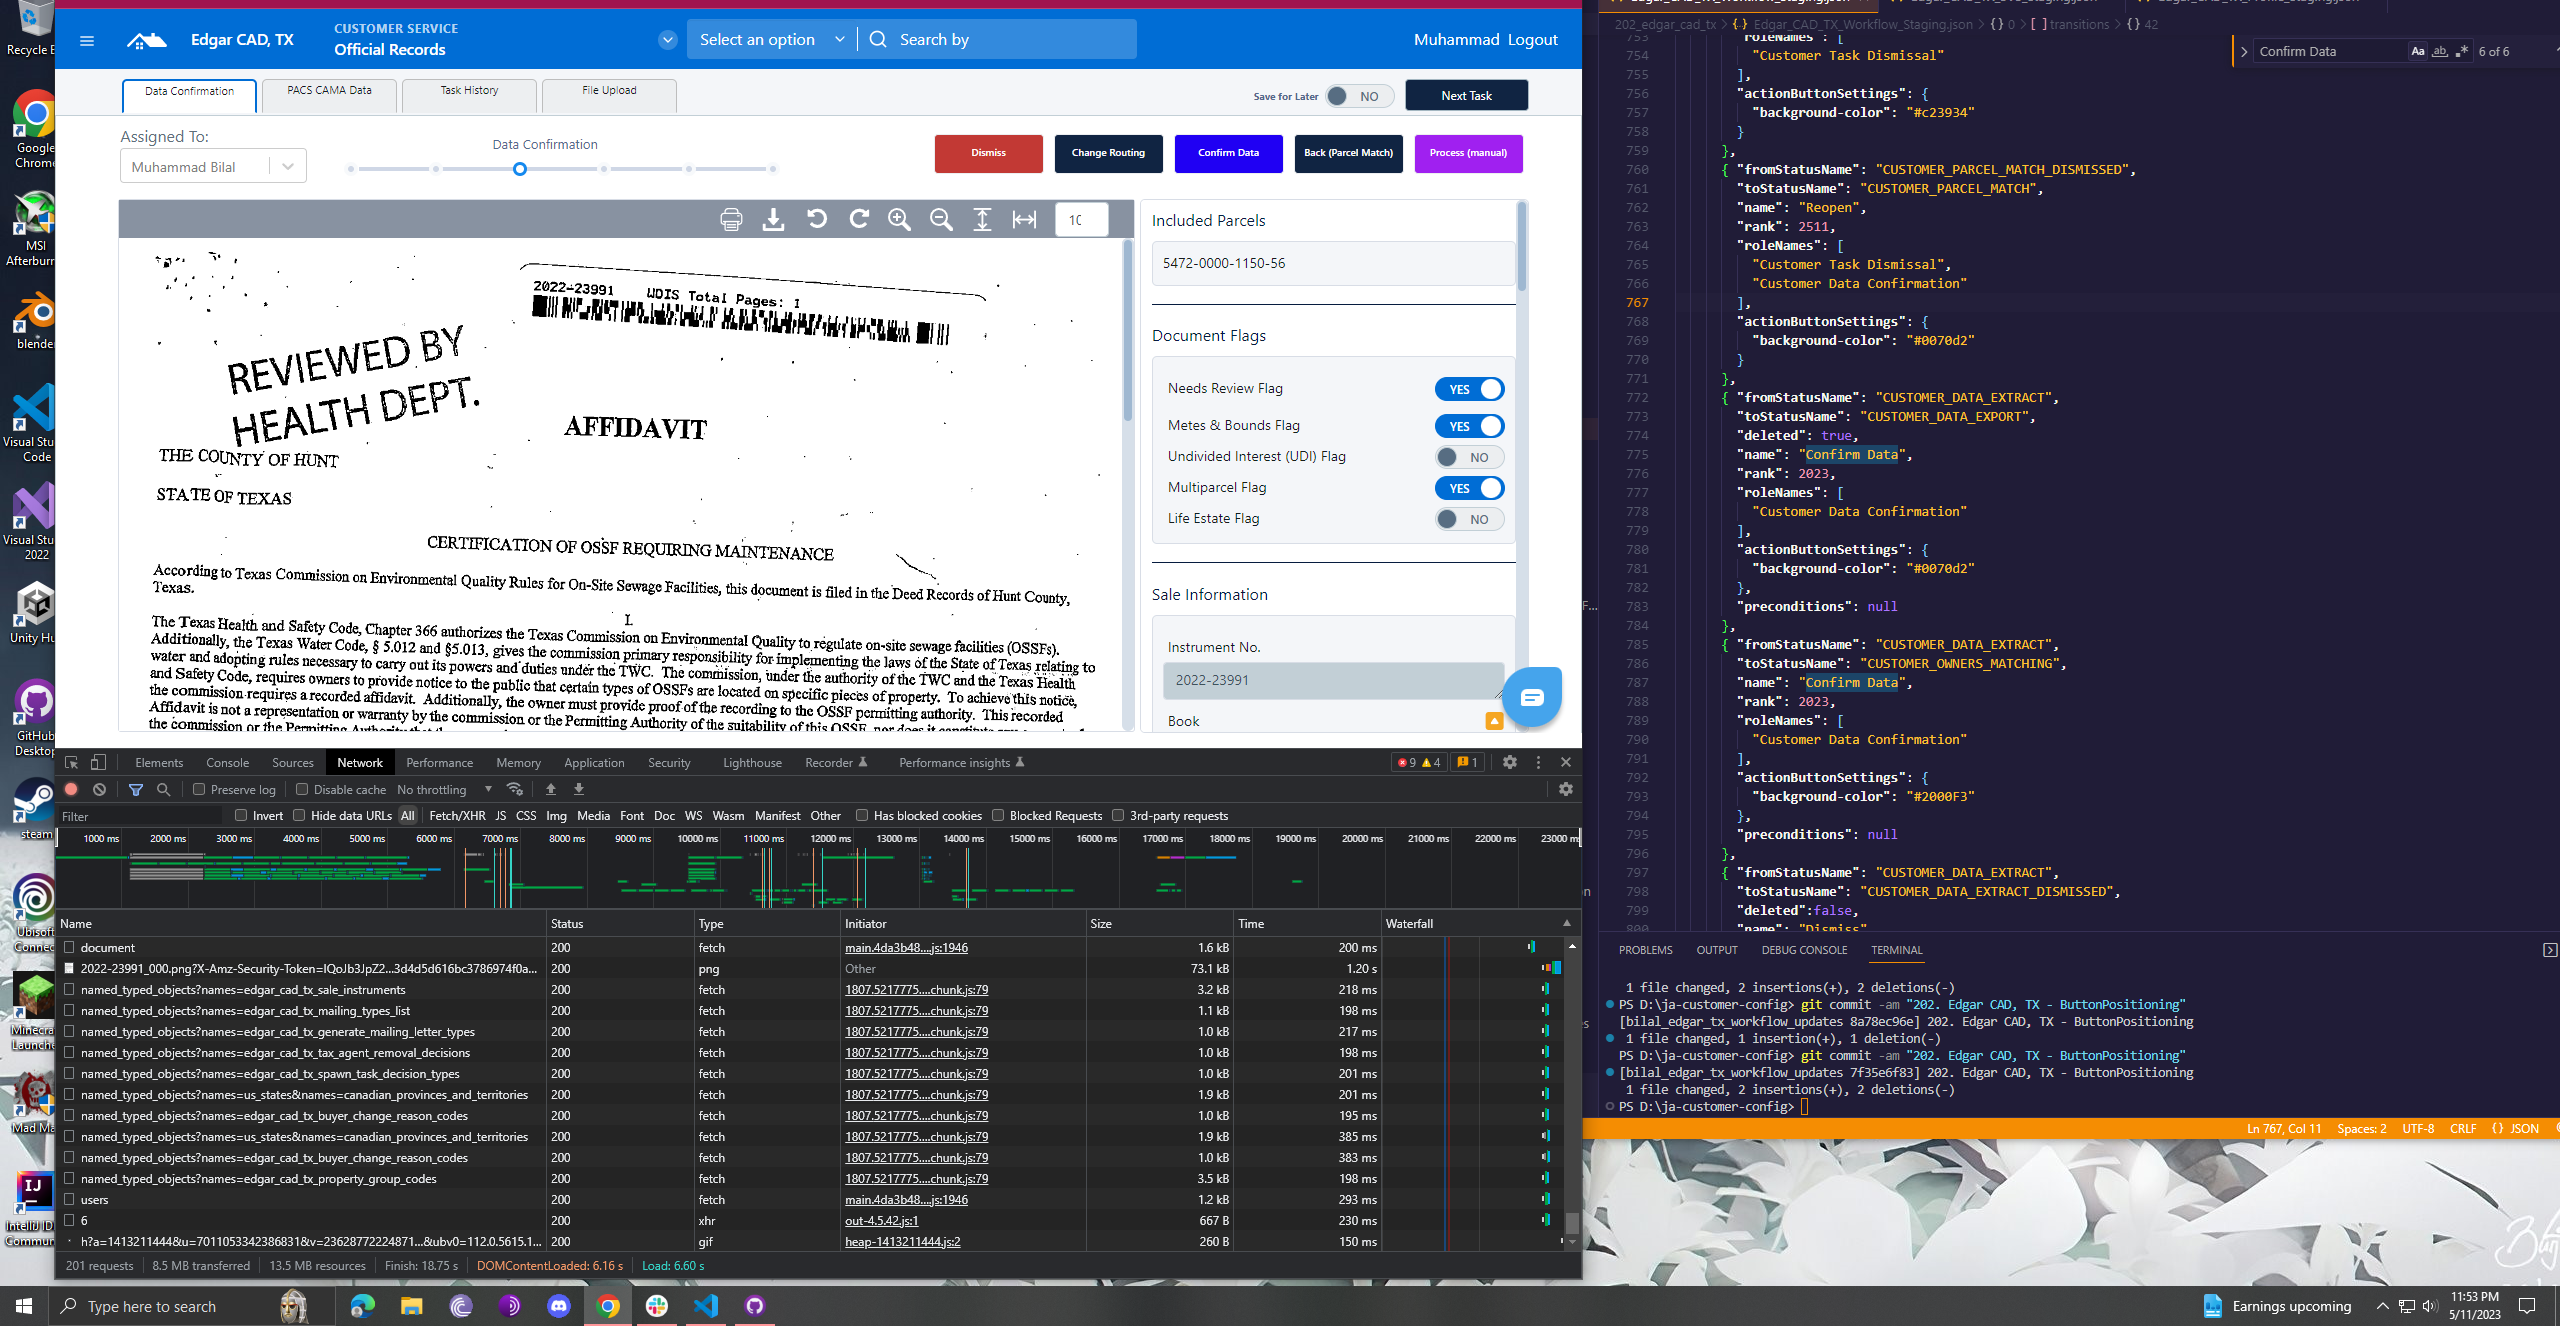 Recycle B
Google Chrome
MSI Afterburn
blender
Visual Stu Code
Visual Stu 2022
Unity Hu
GitHub Desktop
steam
Ubisoft Connec
Minecra Launche
Mad Ma
IntelliJ ID Commun
Edgar CAD, TX
CUSTOMER SERVICE
Official Records
Select an option
Search by
Muhammad Logout
Data Confirmation
PACS CAMA Data
Task History
File Upload
Save for Later
NO
Next Task
Assigned To:
Muhammad Bilal
Data Confirmation
Dismiss
Change Routing
Confirm Data
Back (Parcel Match)
Process (manual)
2022-23991 WDIS Total Pages: 1
REVIEWED BY
HEALTH DEPT.
AFFIDAVIT
THE COUNTY OF HUNT
STATE OF TEXAS
CERTIFICATION OF OSSF REQUIRING MAINTENANCE
According to Texas Commission on Environmental Quality Rules for On-Site Sewage Facilities, this document is filed in the Deed Records of Hunt County,
Texas.
I.
The Texas Health and Safety Code, Chapter 366 authorizes the Texas Commission on Environmental Quality to regulate on-site sewage facilities (OSSFs).
Additionally, the Texas Water Code, § 5.012 and §5.013, gives the commission primary responsibility for implementing the laws of the State of Texas relating to
water and adopting rules necessary to carry out its powers and duties under the TWC. The commission, under the authority of the TWC and the Texas Health
and Safety Code, requires owners to provide notice to the public that certain types of OSSFs are located on specific pieces of property. To achieve this notice,
the commission requires a recorded affidavit. Additionally, the owner must provide proof of the recording to the OSSF permitting authority. This recorded
Affidavit is not a representation or warranty by the commission or the Permitting Authority of the suitability of this OSSF, nor does it constitute any
Included Parcels
5472-0000-1150-56
Document Flags
Needs Review Flag YES
Metes & Bounds Flag YES
Undivided Interest (UDI) Flag NO
Multiparcel Flag YES
Life Estate Flag NO
Sale Information
Instrument No.
2022-23991
Book
Elements Console Sources Network Performance Memory Application Security Lighthouse Recorder Performance insights 9 4 1
Preserve log Disable cache No throttling
Filter Invert Hide data URLs All Fetch/XHR JS CSS Img Media Font Doc WS Wasm Manifest Other Has blocked cookies Blocked Requests 3rd-party requests
1000 ms 2000 ms 3000 ms 4000 ms 5000 ms 6000 ms 7000 ms 8000 ms 9000 ms 10000 ms 11000 ms 12000 ms 13000 ms 14000 ms 15000 ms 16000 ms 17000 ms 18000 ms 19000 ms 20000 ms 21000 ms 22000 ms 23000 m
Name Status Type Initiator Size Time Waterfall
document 200 fetch main.4da3b48....js:1946 1.6 kB 200 ms
2022-23991_000.png?X-Amz-Security-Token=IQoJb3JpZ2...3d4d5d616bc3786974f0a... 200 png Other 73.1 kB 1.20 s
named_typed_objects?names=edgar_cad_tx_sale_instruments 200 fetch 1807.5217775....chunk.js:79 3.2 kB 218 ms
named_typed_objects?names=edgar_cad_tx_mailing_types_list 200 fetch 1807.5217775....chunk.js:79 1.1 kB 198 ms
named_typed_objects?names=edgar_cad_tx_generate_mailing_letter_types 200 fetch 1807.5217775....chunk.js:79 1.0 kB 217 ms
named_typed_objects?names=edgar_cad_tx_tax_agent_removal_decisions 200 fetch 1807.5217775....chunk.js:79 1.0 kB 198 ms
named_typed_objects?names=edgar_cad_tx_spawn_task_decision_types 200 fetch 1807.5217775....chunk.js:79 1.0 kB 201 ms
named_typed_objects?names=us_states&names=canadian_provinces_and_territories 200 fetch 1807.5217775....chunk.js:79 1.9 kB 201 ms
named_typed_objects?names=edgar_cad_tx_buyer_change_reason_codes 200 fetch 1807.5217775....chunk.js:79 1.0 kB 195 ms
named_typed_objects?names=us_states&names=canadian_provinces_and_territories 200 fetch 1807.5217775....chunk.js:79 1.9 kB 385 ms
named_typed_objects?names=edgar_cad_tx_buyer_change_reason_codes 200 fetch 1807.5217775....chunk.js:79 1.0 kB 383 ms
named_typed_objects?names=edgar_cad_tx_property_group_codes 200 fetch 1807.5217775....chunk.js:79 3.5 kB 198 ms
users 200 fetch main.4da3b48....js:1946 1.2 kB 293 ms
6 200 xhr out-4.5.42.js:1 667 B 230 ms
h?a=1413211444&u=7011053342386831&v=23628772224871...&ubv0=112.0.5615.1... 200 gif heap-1413211444.js:2 260 B 150 ms
201 requests 8.5 MB transferred 13.5 MB resources Finish: 18.75 s DOMContentLoaded: 6.16 s Load: 6.60 s
202_edgar_cad_tx > Edgar_CAD_TX_Workflow_Staging.json > {} 0 > [ ] transitions > {} 42
Confirm Data Aa ab 6 of 6
753 "roleNames": [
754 "Customer Task Dismissal"
755 ],
756 "actionButtonSettings": {
757 "background-color": "#c23934"
758 }
759 },
760 { "fromStatusName": "CUSTOMER_PARCEL_MATCH_DISMISSED",
761 "toStatusName": "CUSTOMER_PARCEL_MATCH",
762 "name": "Reopen",
763 "rank": 2511,
764 "roleNames": [
765 "Customer Task Dismissal",
766 "Customer Data Confirmation"
767 ],
768 "actionButtonSettings": {
769 "background-color": "#0070d2"
770 }
771 },
772 { "fromStatusName": "CUSTOMER_DATA_EXTRACT",
773 "toStatusName": "CUSTOMER_DATA_EXPORT",
774 "deleted": true,
775 "name": "Confirm Data",
776 "rank": 2023,
777 "roleNames": [
778 "Customer Data Confirmation"
779 ],
780 "actionButtonSettings": {
781 "background-color": "#0070d2"
782 },
783 "preconditions": null
784 },
785 { "fromStatusName": "CUSTOMER_DATA_EXTRACT",
786 "toStatusName": "CUSTOMER_OWNERS_MATCHING",
787 "name": "Confirm Data",
788 "rank": 2023,
789 "roleNames": [
790 "Customer Data Confirmation"
791 ],
792 "actionButtonSettings": {
793 "background-color": "#2000F3"
794 },
795 "preconditions": null
796 },
797 { "fromStatusName": "CUSTOMER_DATA_EXTRACT",
798 "toStatusName": "CUSTOMER_DATA_EXTRACT_DISMISSED",
799 "deleted":false,
800 "name": "Dismiss"
PROBLEMS OUTPUT DEBUG CONSOLE TERMINAL
1 file changed, 2 insertions(+), 2 deletions(-)
PS D:\ja-customer-config> git commit -am "202. Edgar CAD, TX - ButtonPositioning"
[bilal_edgar_tx_workflow_updates 8a78ec96e] 202. Edgar CAD, TX - ButtonPositioning
1 file changed, 1 insertion(+), 1 deletion(-)
PS D:\ja-customer-config> git commit -am "202. Edgar CAD, TX - ButtonPositioning"
[bilal_edgar_tx_workflow_updates 7f35e6f83] 202. Edgar CAD, TX - ButtonPositioning
1 file changed, 2 insertions(+), 2 deletions(-)
PS D:\ja-customer-config>
Ln 767, Col 11 Spaces: 2 UTF-8 CRLF {} JSON
Type here to search
Earnings upcoming
11:53 PM
5/11/2023